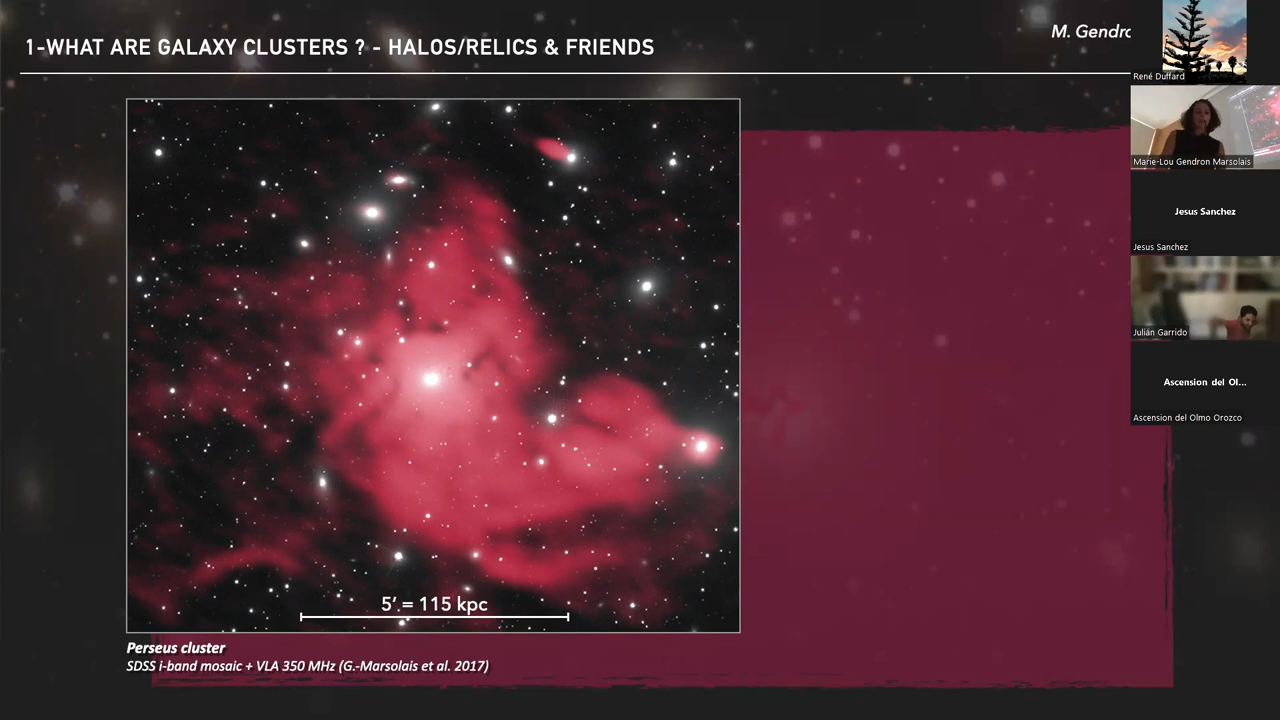 1-WHAT ARE GALAXY CLUSTERS ? - HALOS/RELICS & FRIENDS
M. Gendro
René Duffard
Marie-Lou Gendron Marsolais
Jesus Sanchez
Jesus Sanchez
Julián Garrido
Ascension del Ol...
Ascension del Olmo Orozco
5′.= 115 kpc
Perseus cluster
SDSS i-band mosaic + VLA 350 MHz (G.-Marsolais et al. 2017)